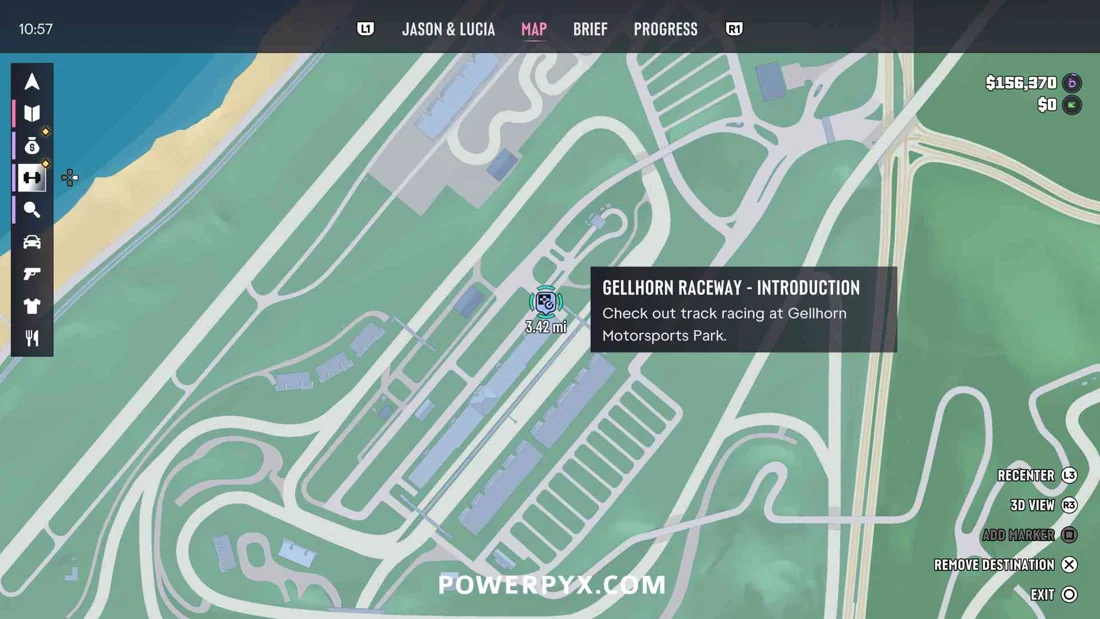 10:57
L1 JASON & LUCIA MAP BRIEF PROGRESS R1
$156,370
$0
GELLHORN RACEWAY - INTRODUCTION
Check out track racing at Gellhorn
Motorsports Park.
3.42 mi
RECENTER L3
3D VIEW R3
ADD MARKER
REMOVE DESTINATION
EXIT
POWERPYX.COM